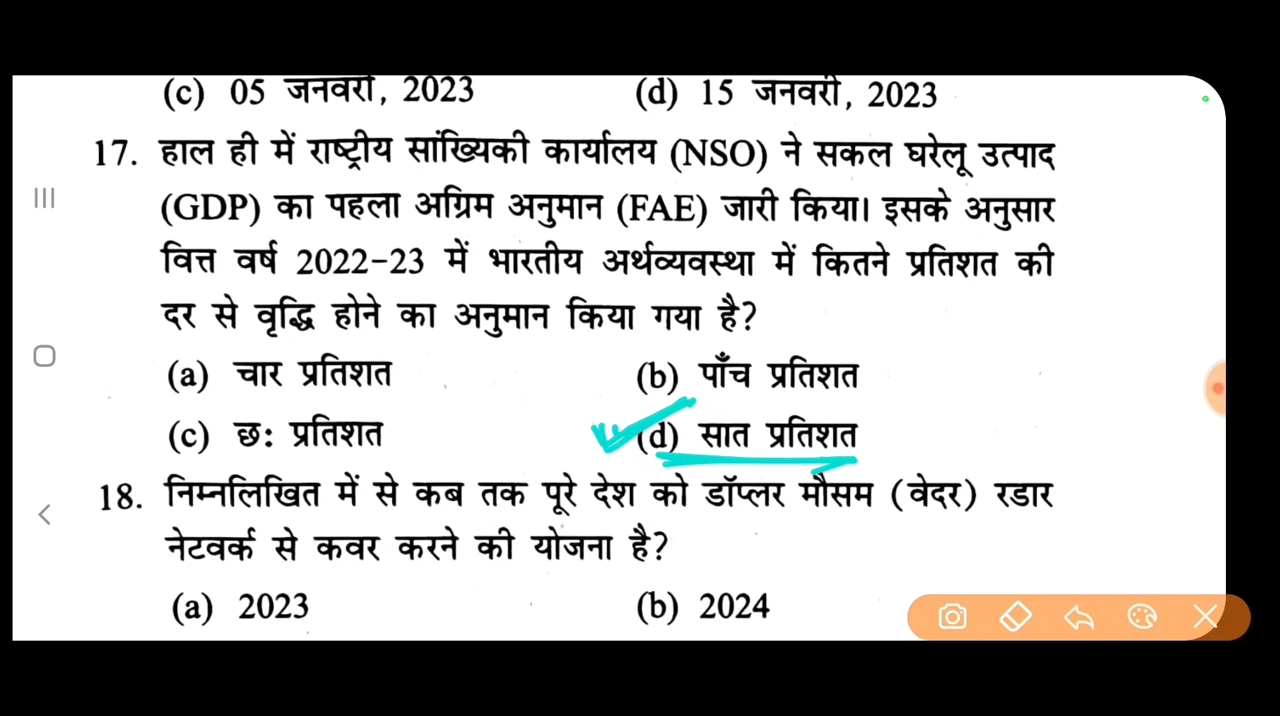 (c) 05 जनवरी, 2023 (d) 15 जनवरी, 2023
17. हाल ही में राष्ट्रीय सांख्यिकी कार्यालय (NSO) ने सकल घरेलू उत्पाद
(GDP) का पहला अग्रिम अनुमान (FAE) जारी किया। इसके अनुसार
वित्त वर्ष 2022-23 में भारतीय अर्थव्यवस्था में कितने प्रतिशत की
दर से वृद्धि होने का अनुमान किया गया है?
(a) चार प्रतिशत (b) पाँच प्रतिशत
(c) छः प्रतिशत (d) सात प्रतिशत
18. निम्नलिखित में से कब तक पूरे देश को डॉप्लर मौसम (वेदर) रडार
नेटवर्क से कवर करने की योजना है?
(a) 2023 (b) 2024